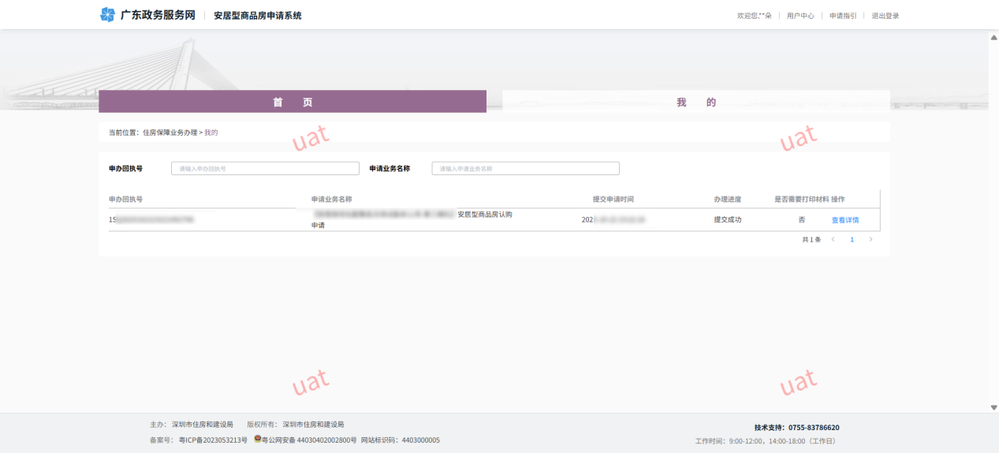 广东政务服务网 安居型商品房申请系统 欢迎您,**朵 用户中心 申请指引 退出登录
首 页 我 的
当前位置：住房保障业务办理 > 我的
uat uat
申办回执号 请输入申办回执号 申请业务名称 请输入申请业务名称
申办回执号 申请业务名称 提交申请时间 办理进度 是否需要打印材料 操作
1S 安居型商品房认购申请 202 提交成功 否 查看详情
共 1 条 < 1 >
uat uat
主办： 深圳市住房和建设局 版权所有： 深圳市住房和建设局
技术支持：0755-83786620
备案号： 粤ICP备2023053213号 粤公网安备 44030402002800号 网站标识码：4403000005
工作时间：9:00-12:00，14:00-18:00（工作日）